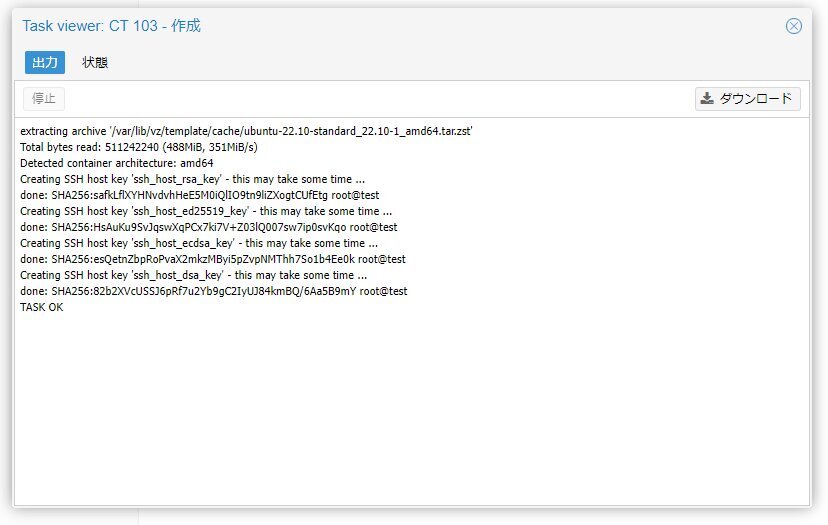 Task viewer: CT 103 - 作成
出力 状態
停止 ダウンロード
extracting archive '/var/lib/vz/template/cache/ubuntu-22.10-standard_22.10-1_amd64.tar.zst'
Total bytes read: 511242240 (488MiB, 351MiB/s)
Detected container architecture: amd64
Creating SSH host key 'ssh_host_rsa_key' - this may take some time ...
done: SHA256:safkLflXYHNvdvhHeE5M0iQlIO9tn9liZXogtCUfEtg root@test
Creating SSH host key 'ssh_host_ed25519_key' - this may take some time ...
done: SHA256:HsAuKu9SvJqswXqPCx7ki7V+Z03lQ007sw7ip0svKqo root@test
Creating SSH host key 'ssh_host_ecdsa_key' - this may take some time ...
done: SHA256:esQetnZbpRoPvaX2mkzMByi5pZvpNMThh7So1b4Ee0k root@test
Creating SSH host key 'ssh_host_dsa_key' - this may take some time ...
done: SHA256:82b2XVcUSSJ6pRf7u2Yb9gC2IyUJ84kmBQ/6Aa5B9mY root@test
TASK OK